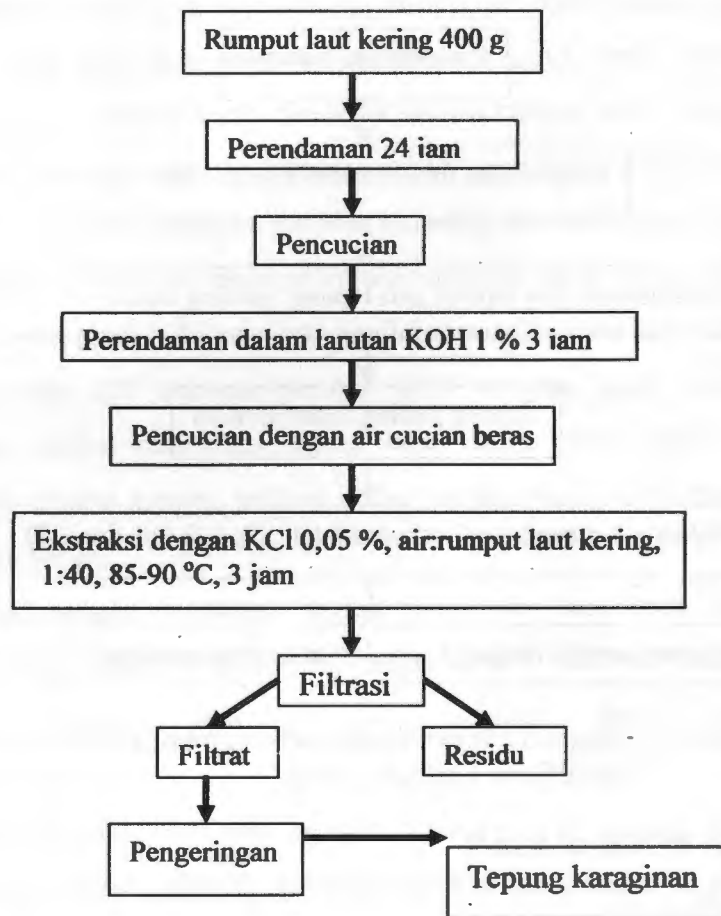 Rumput laut kering 400 g
Perendaman 24 iam
Pencucian
Perendaman dalam larutan KOH 1 % 3 iam
Pencucian dengan air cucian beras
Ekstraksi dengan KCl 0,05 %, air:rumput laut kering,
1:40, 85-90 °C, 3 jam
Filtrasi
Filtrat
Residu
Pengeringan
Tepung karaginan